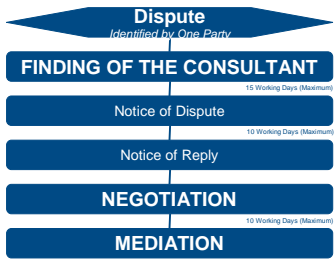 Dispute
Identified by One Party
FINDING OF THE CONSULTANT
15 Working Days (Maximum)
Notice of Dispute
10 Working Days (Maximum)
Notice of Reply
NEGOTIATION
10 Working Days (Maximum)
MEDIATION